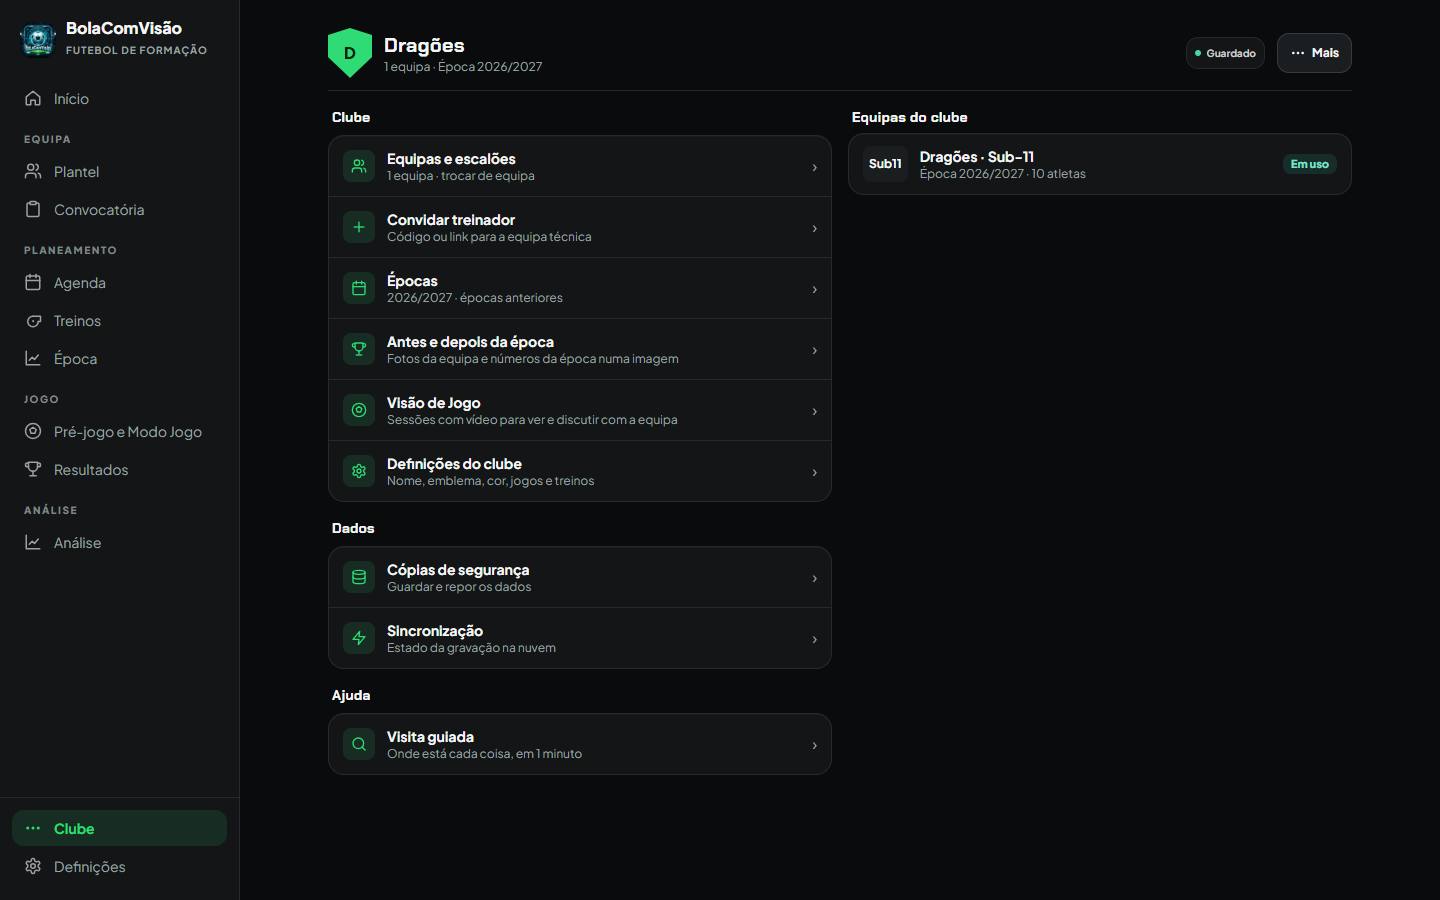 BolaComVisão
FUTEBOL DE FORMAÇÃO
Início
EQUIPA
Plantel
Convocatória
PLANEAMENTO
Agenda
Treinos
Época
JOGO
Pré-jogo e Modo Jogo
Resultados
ANÁLISE
Análise
Clube
Definições
D
Dragões
1 equipa · Época 2026/2027
Guardado
Mais
Clube
Equipas e escalões
1 equipa · trocar de equipa
Convidar treinador
Código ou link para a equipa técnica
Épocas
2026/2027 · épocas anteriores
Antes e depois da época
Fotos da equipa e números da época numa imagem
Visão de Jogo
Sessões com vídeo para ver e discutir com a equipa
Definições do clube
Nome, emblema, cor, jogos e treinos
Dados
Cópias de segurança
Guardar e repor os dados
Sincronização
Estado da gravação na nuvem
Ajuda
Visita guiada
Onde está cada coisa, em 1 minuto
Equipas do clube
Sub11
Dragões · Sub-11
Época 2026/2027 · 10 atletas
Em uso